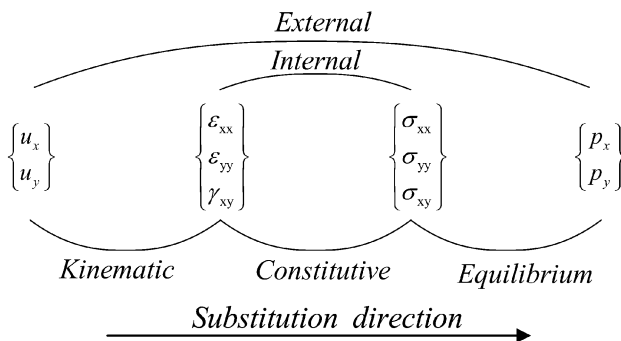 External
Internal
u_x
u_y
ε_xx
ε_yy
γ_xy
σ_xx
σ_yy
σ_xy
p_x
p_y
Kinematic Constitutive Equilibrium
Substitution direction